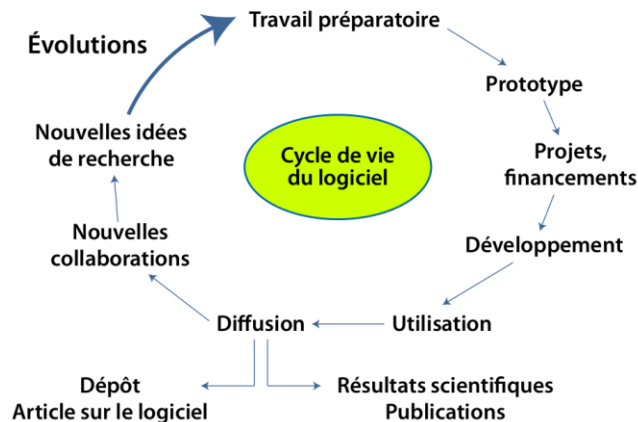 Travail préparatoire
Évolutions
Prototype
Nouvelles idées
de recherche
Cycle de vie
du logiciel
Projets,
financements
Nouvelles
collaborations
Développement
Diffusion
Utilisation
Dépôt
Article sur le logiciel
Résultats scientifiques
Publications